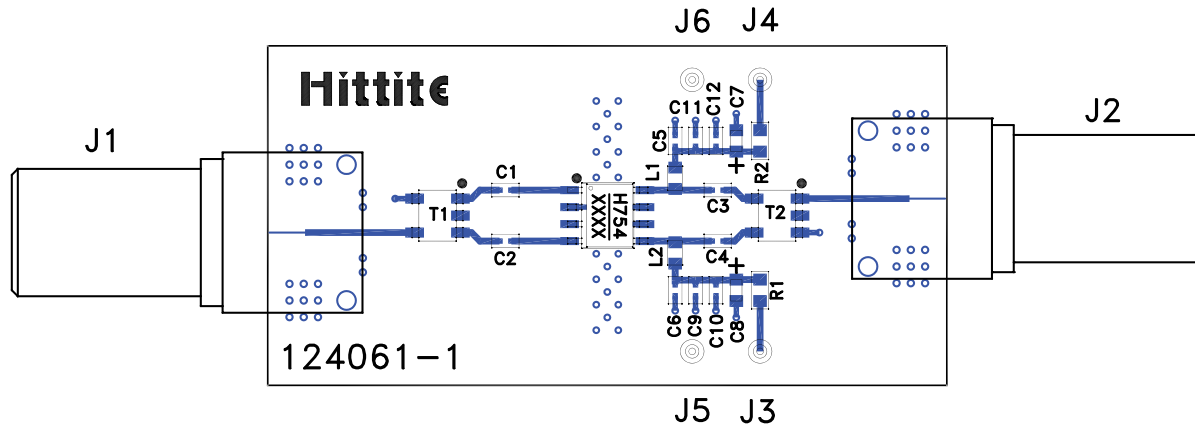 J6 J4
Hittite
J1
J2
C11 C12 C7
C5
+
L1
R2
C1
C3
T1
H754
XXXX
T2
C2
C4
L2
+
R1
C6 C9 C10 C8
124061-1
J5 J3